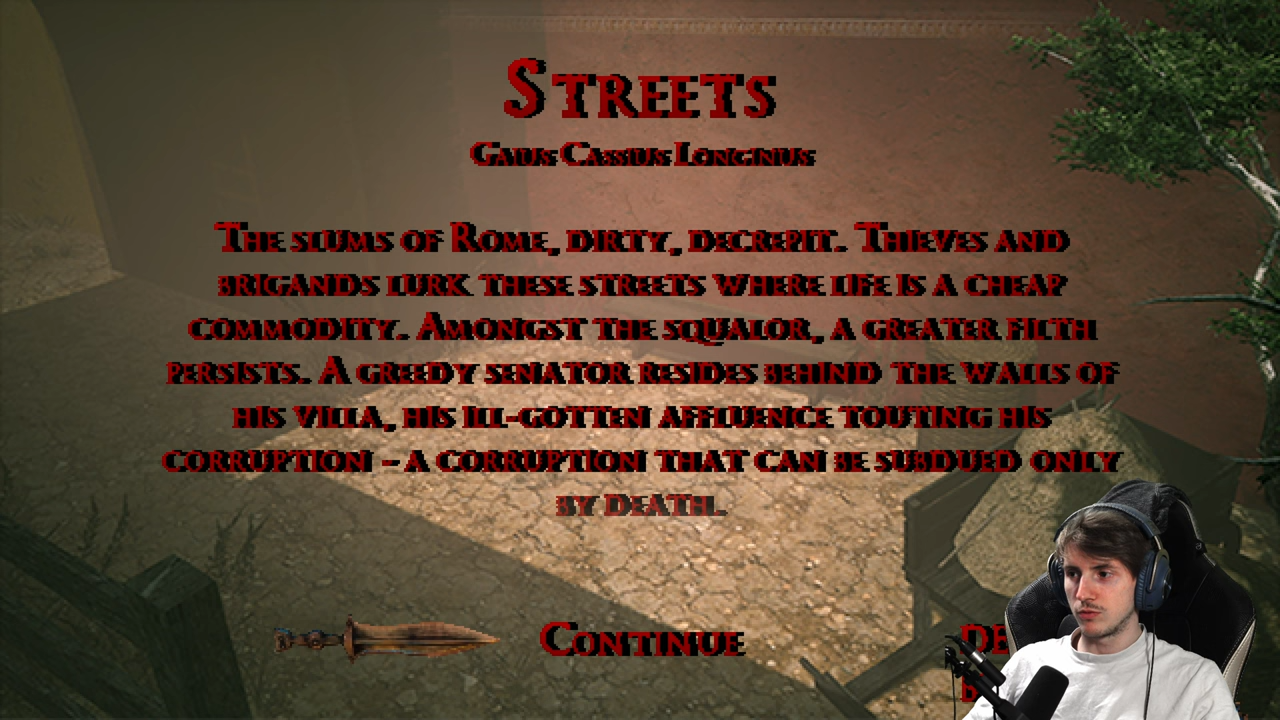 Streets
Gaius Cassius Longinus
The slums of Rome, dirty, decrepit. Thieves and
brigands lurk these streets where life is a cheap
commodity. Amongst the squalor, a greater filth
persists. A greedy senator resides behind the walls of
his villa, his ill-gotten affluence touting his
corruption - a corruption that can be subdued only
by death.
Continue